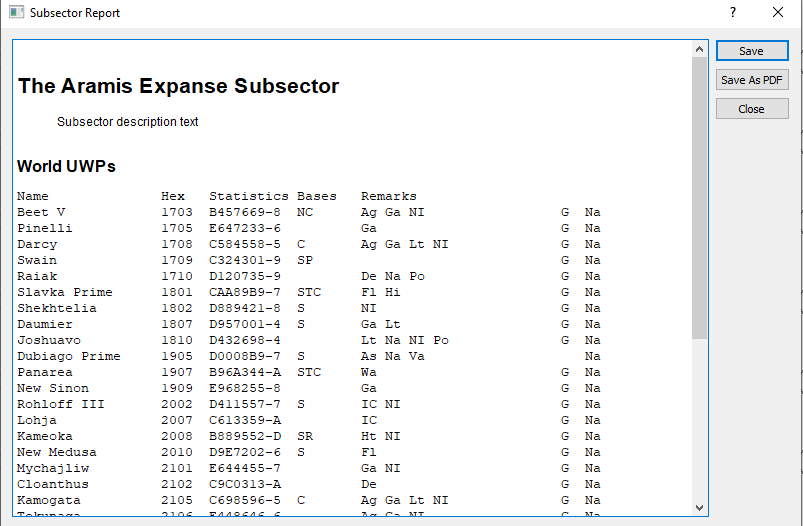 Subsector Report
The Aramis Expanse Subsector
Subsector description text
World UWPs
Name Hex Statistics Bases Remarks
Beet V 1703 B457669-8 NC Ag Ga NI G Na
Pinelli 1705 E647233-6 Ga G Na
Darcy 1708 C584558-5 C Ag Ga Lt NI G Na
Swain 1709 C324301-9 SP G Na
Raiak 1710 D120735-9 De Na Po G Na
Slavka Prime 1801 CAA89B9-7 STC Fl Hi G Na
Shekhtelia 1802 D889421-8 S NI G Na
Daumier 1807 D957001-4 S Ga Lt G Na
Joshuavo 1810 D432698-4 Lt Na NI Po G Na
Dubiago Prime 1905 D0008B9-7 S As Na Va Na
Panarea 1907 B96A344-A STC Wa G Na
New Sinon 1909 E968255-8 Ga G Na
Rohloff III 2002 D411557-7 S IC NI G Na
Lohja 2007 C613359-A IC G Na
Kameoka 2008 B889552-D SR Ht NI G Na
New Medusa 2010 D9E7202-6 S Fl G Na
Mychajliw 2101 E644455-7 Ga NI G Na
Cloanthus 2102 C9C0313-A De G Na
Kamogata 2105 C698596-5 C Ag Ga Lt NI G Na
Tokunaga 2106 E448646-6 Ag Ga NI G Na
Save
Save As PDF
Close